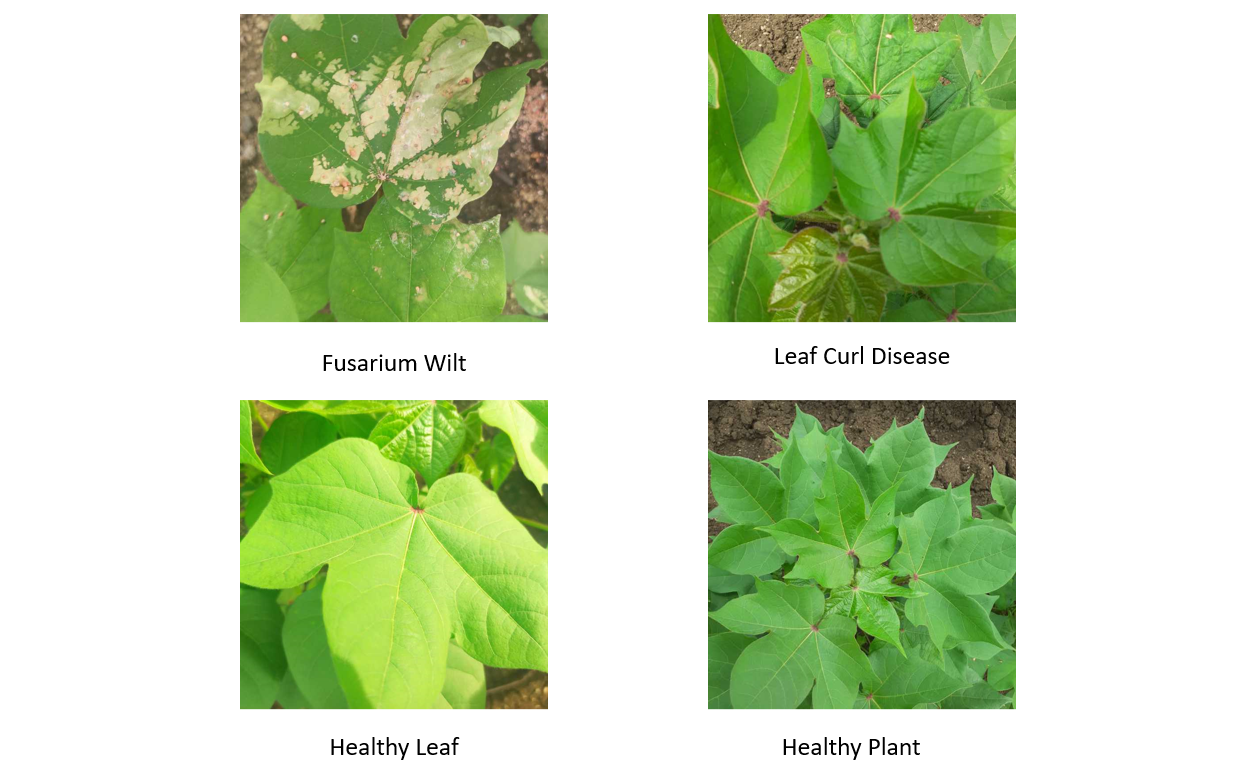 Fusarium Wilt
Leaf Curl Disease
Healthy Leaf
Healthy Plant